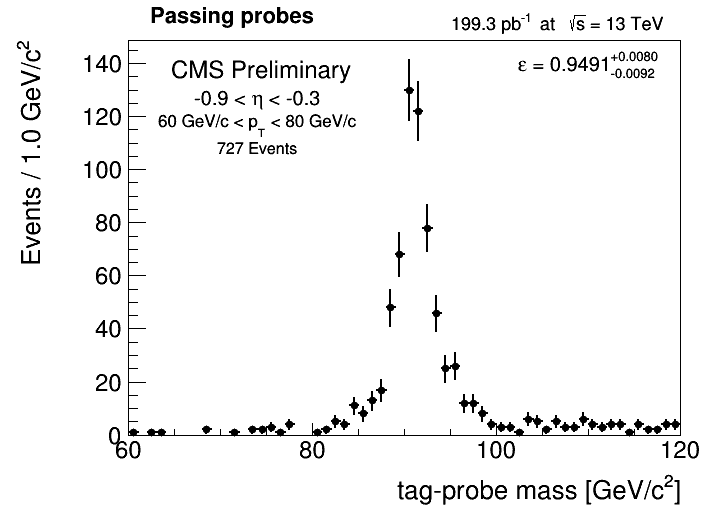 Passing probes
199.3 pb⁻¹ at √s = 13 TeV
CMS Preliminary
-0.9 < η < -0.3
60 GeV/c < p_T < 80 GeV/c
727 Events
ε = 0.9491 +0.0080 -0.0092
Events / 1.0 GeV/c²
140
120
100
80
60
40
20
0
60 80 100 120
tag-probe mass [GeV/c²]